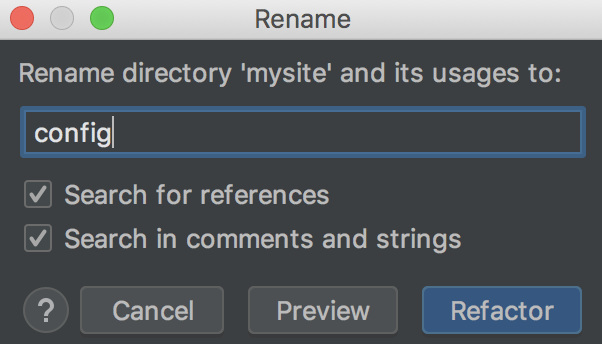 Rename
Rename directory 'mysite' and its usages to:
config
Search for references
Search in comments and strings
? Cancel Preview Refactor